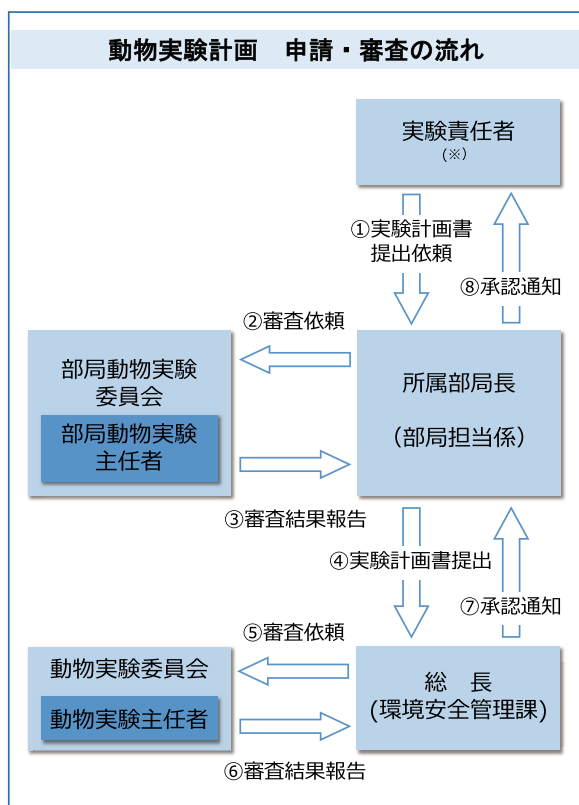 動物実験計画　申請・審査の流れ
実験責任者
(※)
①実験計画書
提出依頼
⑧承認通知
②審査依頼
部局動物実験
委員会
部局動物実験
主任者
所属部局長
（部局担当係）
③審査結果報告
④実験計画書提出
⑦承認通知
⑤審査依頼
動物実験委員会
動物実験主任者
総　長
(環境安全管理課)
⑥審査結果報告